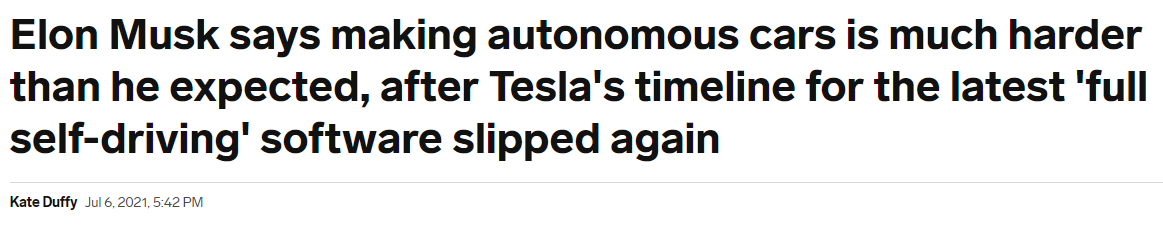 Elon Musk says making autonomous cars is much harder
than he expected, after Tesla's timeline for the latest 'full
self-driving' software slipped again
Kate Duffy Jul 6, 2021, 5:42 PM